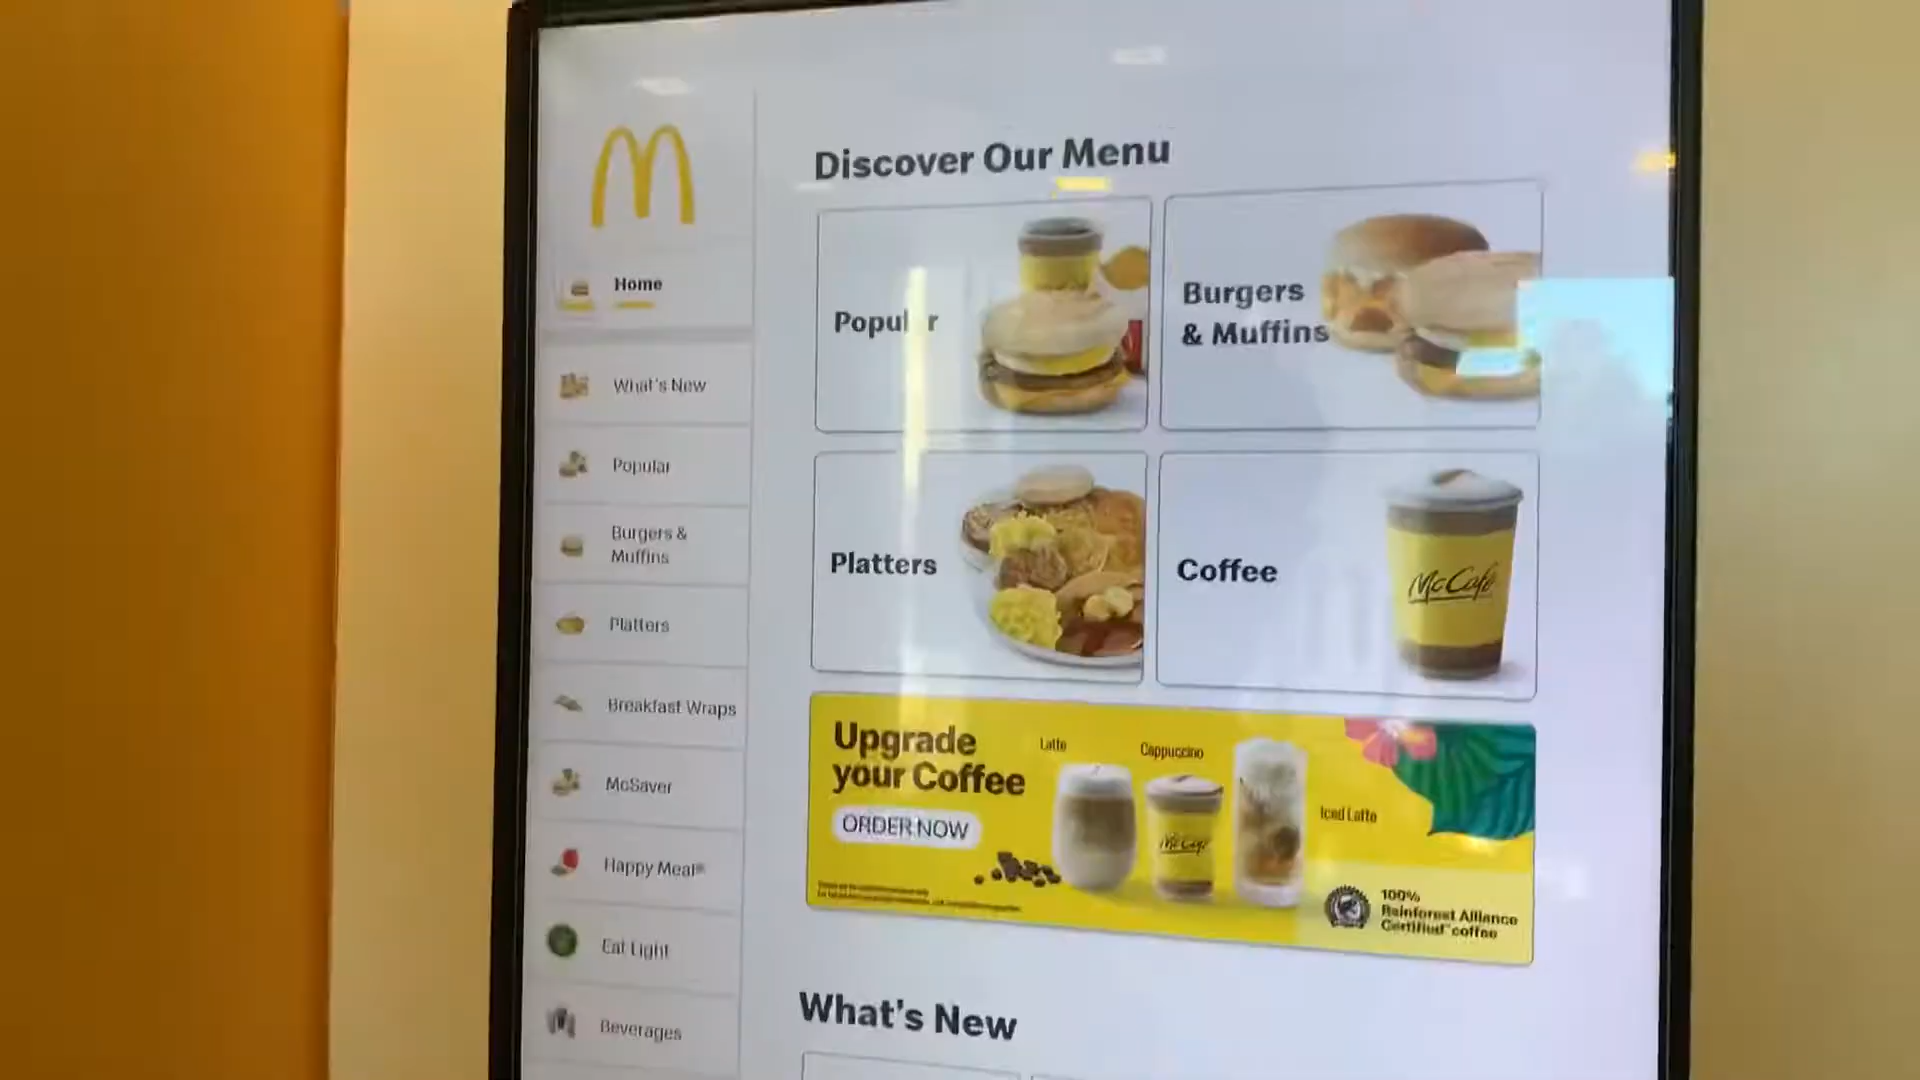 Discover Our Menu
Home
What's New
Popular
Burgers &
Muffins
Platters
Breakfast Wraps
McSaver
Happy Meal®
Eat Light
Beverages
Popul r
Burgers
& Muffins
Platters
Coffee
McCafé
Upgrade
your Coffee
ORDER NOW
Latte
Cappuccino
Iced Latte
McCafé
100%
Rainforest Alliance
Certified™ coffee
What's New